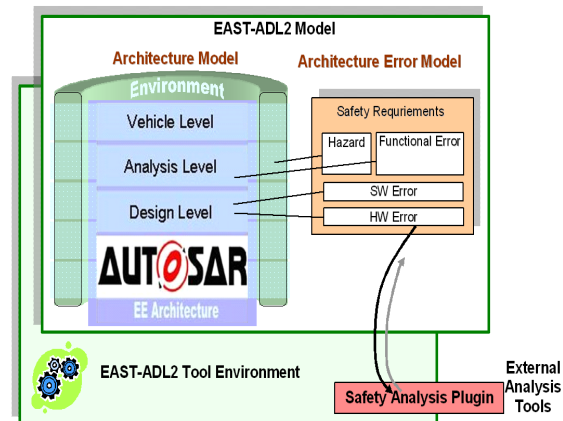 EAST-ADL2 Model
Architecture Model
Architecture Error Model
Environment
Vehicle Level
Analysis Level
Design Level
AUTOSAR
EE Architecture
Safety Requriements
Hazard
Functional Error
SW Error
HW Error
EAST-ADL2 Tool Environment
Safety Analysis Plugin
External
Analysis
Tools